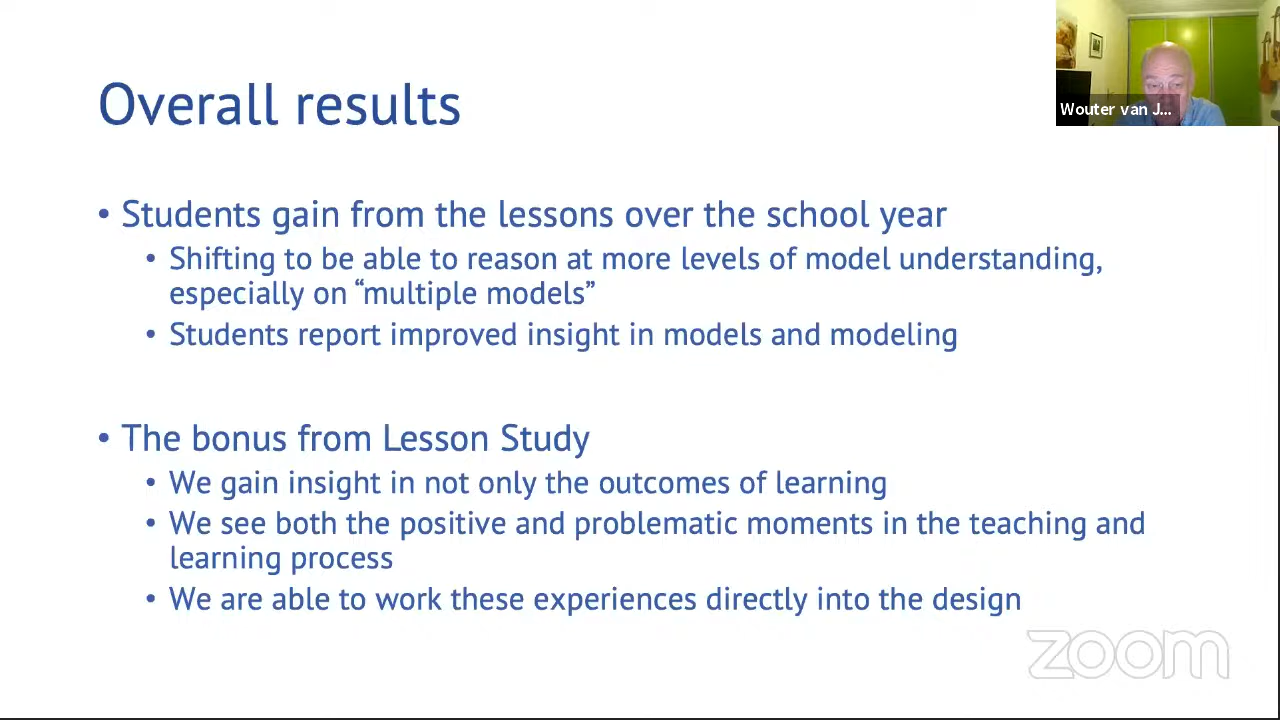 Overall results
Wouter van J...
• Students gain from the lessons over the school year
• Shifting to be able to reason at more levels of model understanding,
especially on “multiple models”
• Students report improved insight in models and modeling
• The bonus from Lesson Study
• We gain insight in not only the outcomes of learning
• We see both the positive and problematic moments in the teaching and
learning process
• We are able to work these experiences directly into the design
zoom